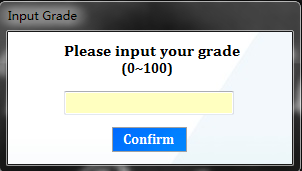 Input Grade
Please input your grade
(0~100)
Confirm